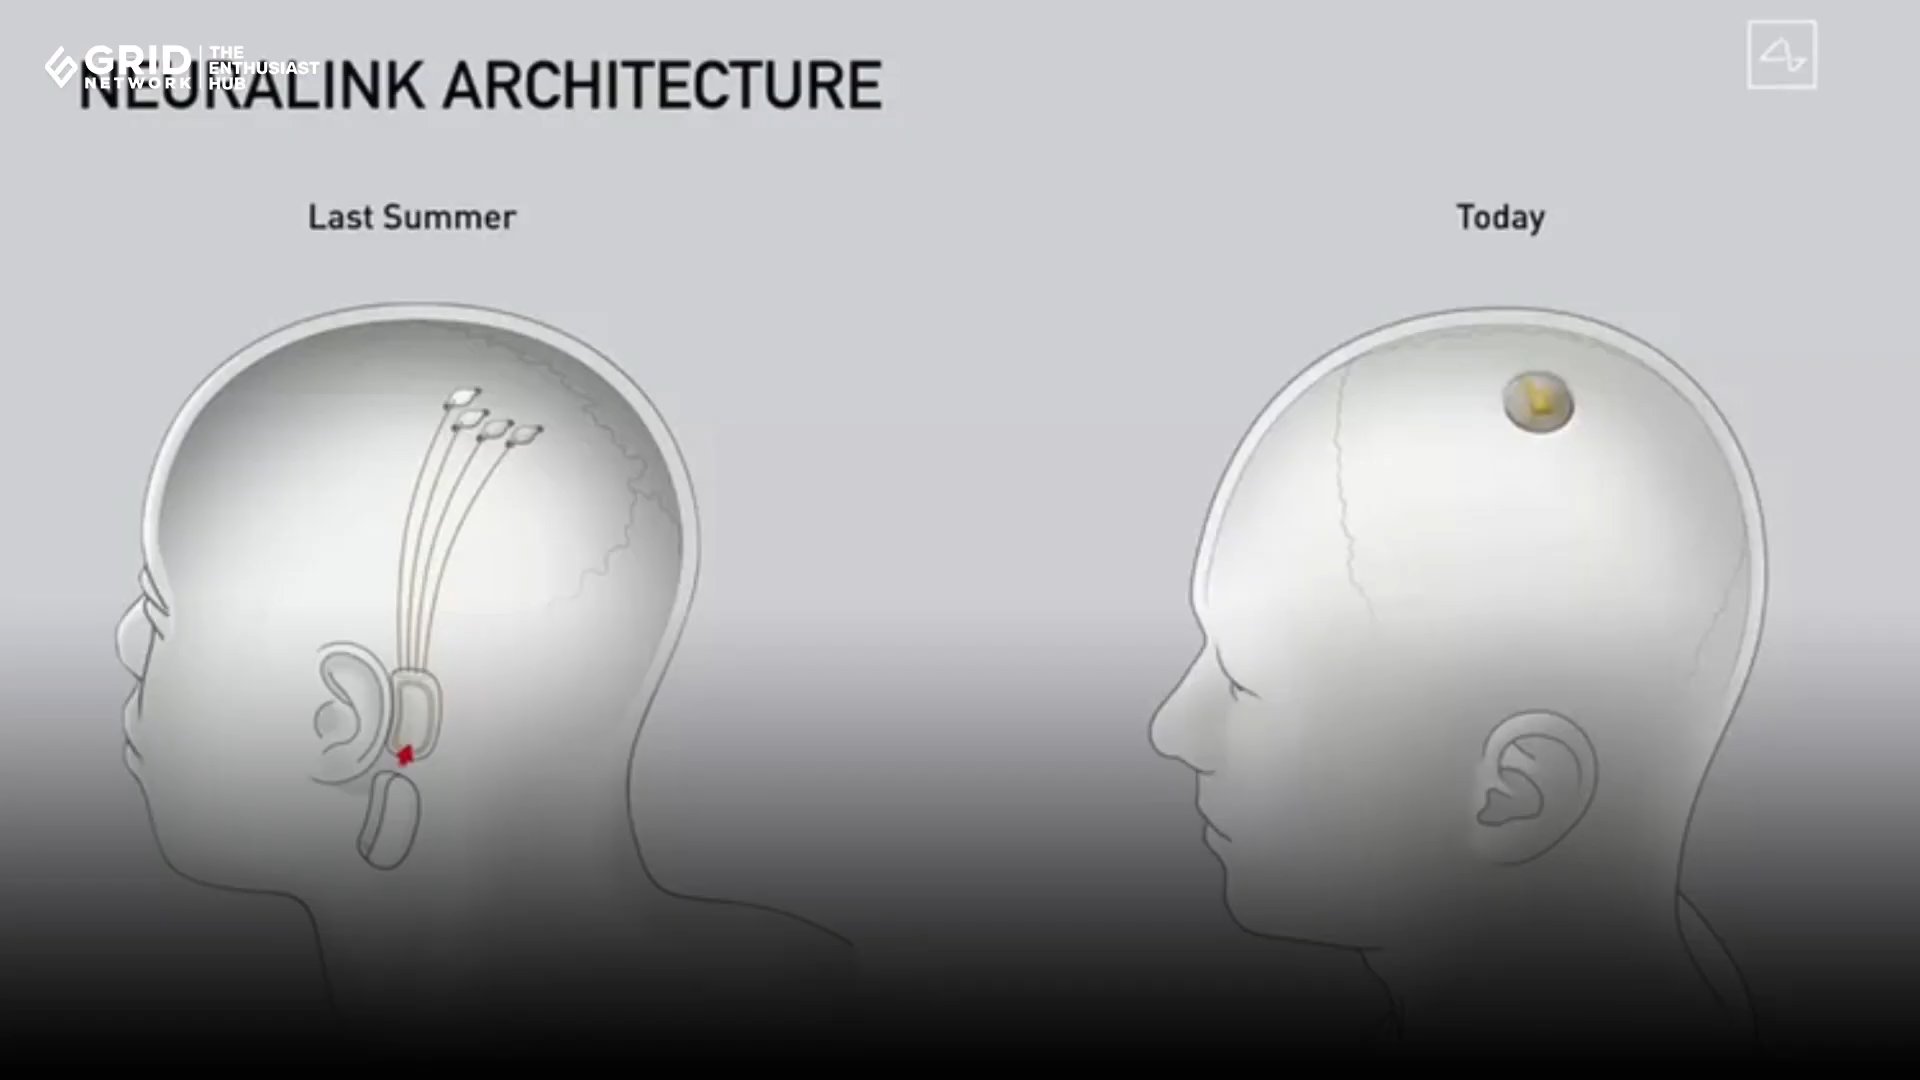 GRID
NETWORK
THE
ENTHUSIAST
HUB
NEURALINK ARCHITECTURE
Last Summer
Today